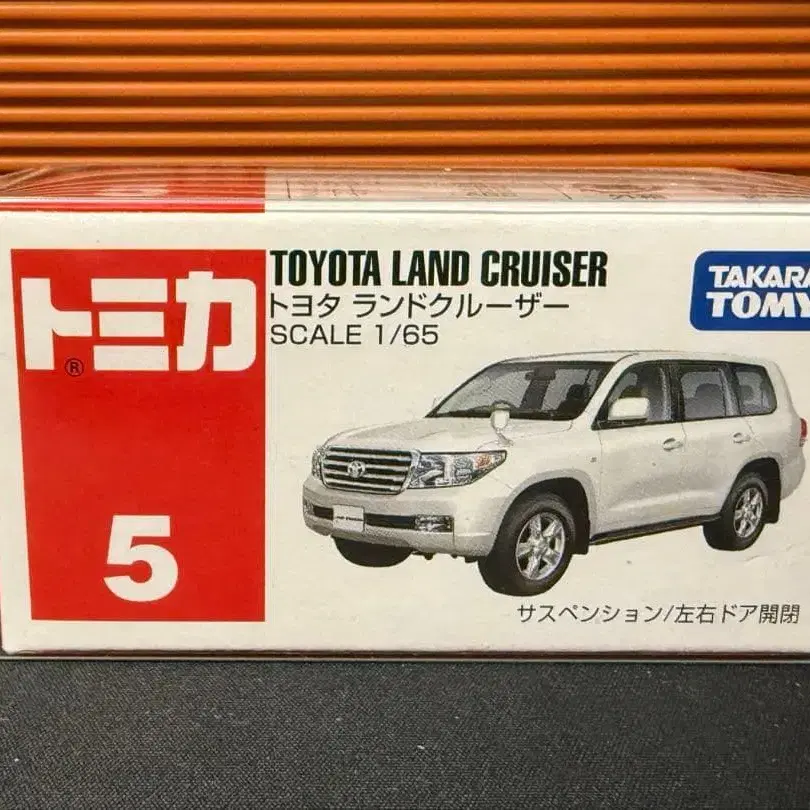 トミカ
®
5
TOYOTA LAND CRUISER
トヨタ ランドクルーザー
SCALE 1/65
TAKARA
TOMY
サスペンション/左右ドア開閉